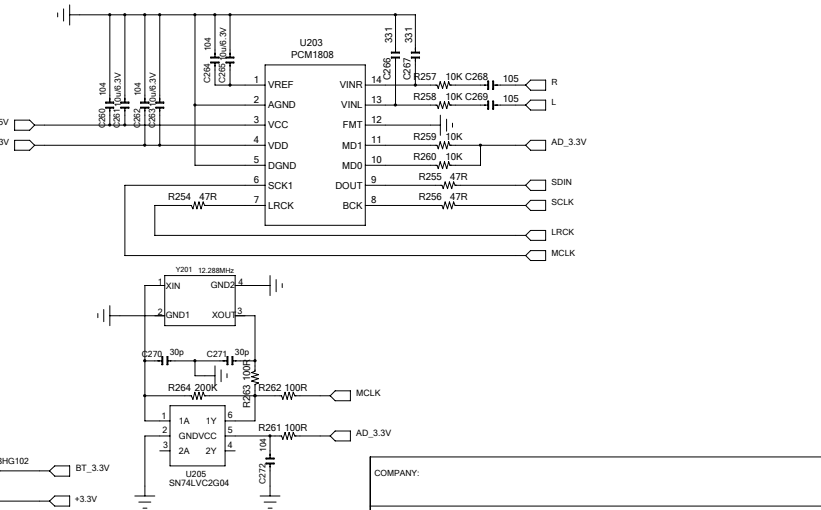 U203
PCM1808
104
C264
10u/6.3V
C265
331
C266
331
C267
104
C260
10u/6.3V
C261
104
C262
10u/6.3V
C263
1 VREF
2 AGND
3 VCC
4 VDD
5 DGND
6 SCK1
7 LRCK
VINR 14
VINL 13
FMT 12
MD1 11
MD0 10
DOUT 9
BCK 8
R257 10K C268 105 R
R258 10K C269 105 L
R259 10K AD_3.3V
R260 10K
R255 47R SDIN
R256 47R SCLK
R254 47R
LRCK
MCLK
Y201 12.288MHz
1 XIN GND2 4
2 GND1 XOUT 3
C270 30p C271 30p
R263 100R
R264 200K R262 100R MCLK
1 1A 1Y 6
2 GND VCC 5
3 2A 2Y 4
R261 100R AD_3.3V
104
C272
U205
SN74LVC2G04
BT_3.3V
+3.3V
COMPANY: